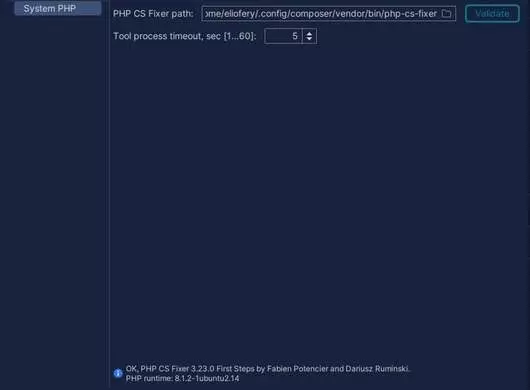 System PHP
PHP CS Fixer path: ome/eliofery/.config/composer/vendor/bin/php-cs-fixer Validate
Tool process timeout, sec [1...60]: 5
OK, PHP CS Fixer 3.23.0 First Steps by Fabien Potencier and Dariusz Ruminski.
PHP runtime: 8.1.2-1ubuntu2.14